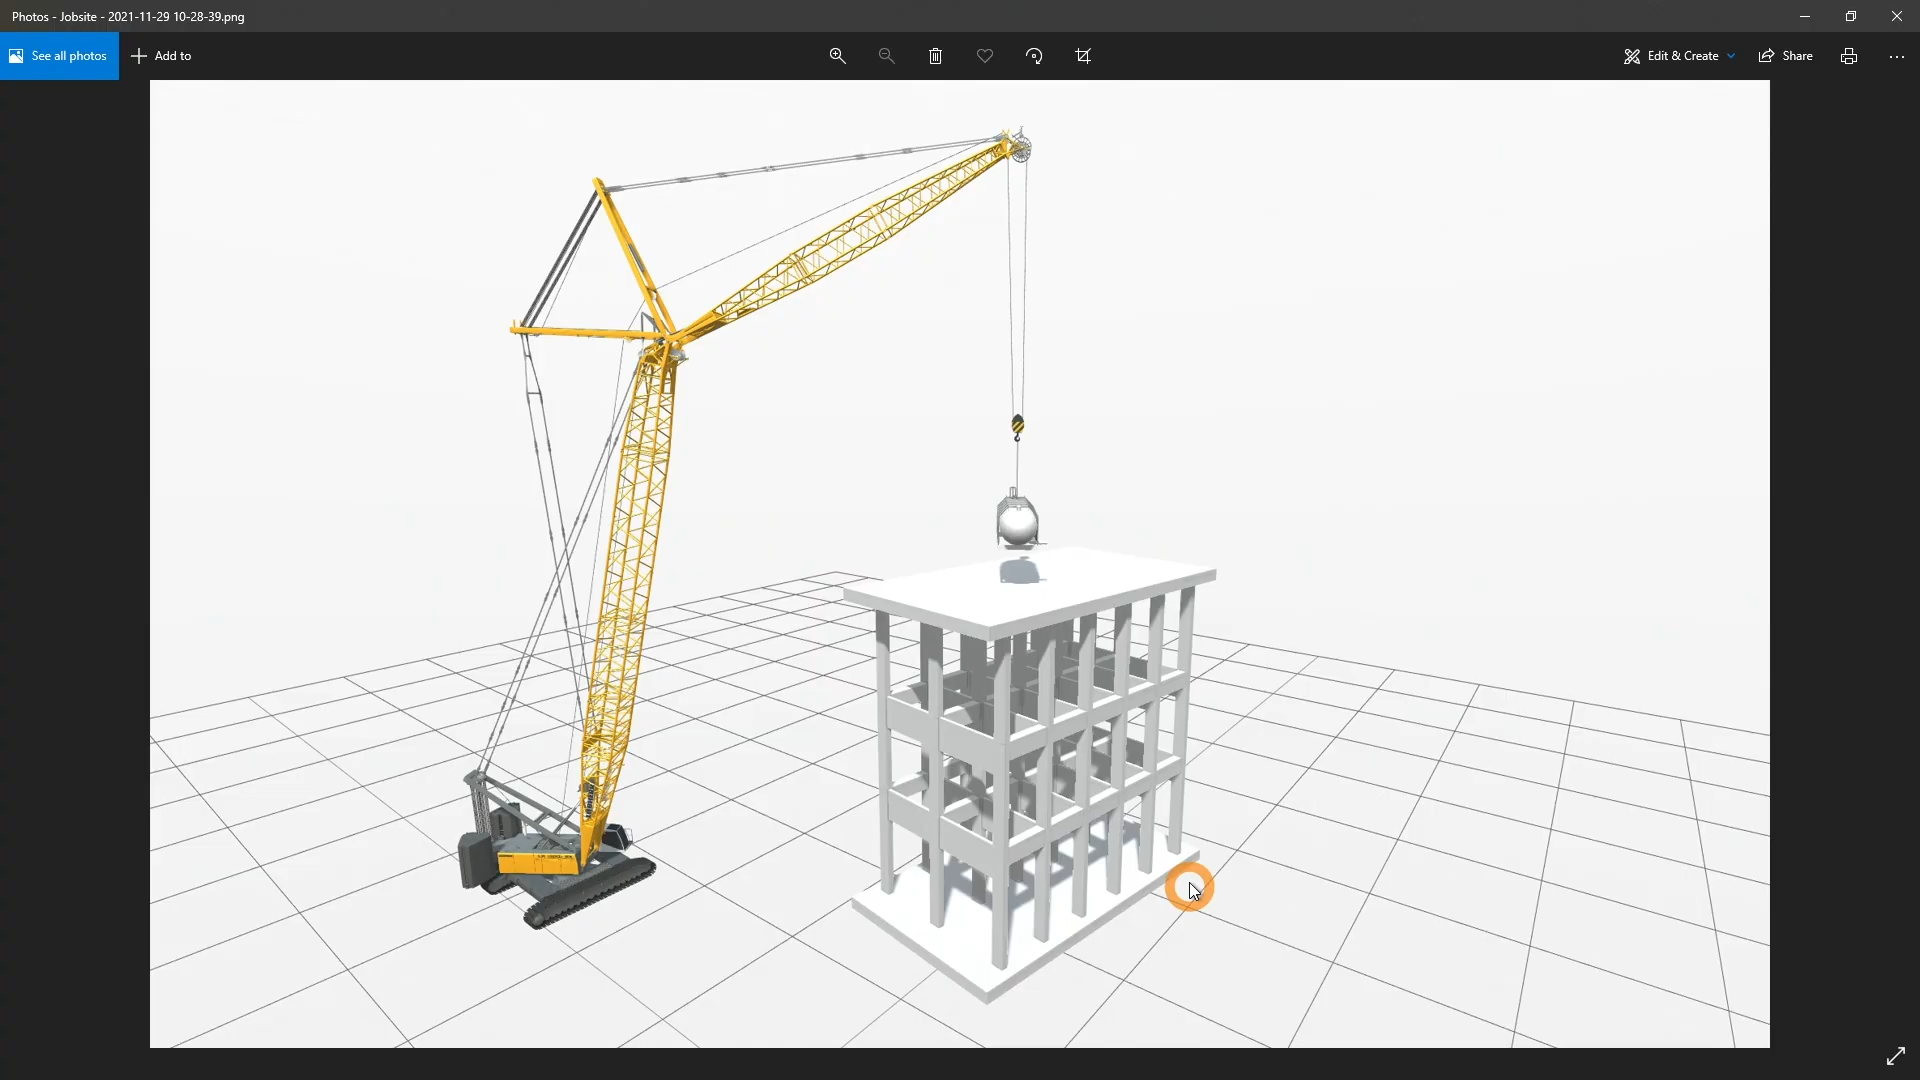 Photos - Jobsite - 2021-11-29 10-28-39.png
See all photos
Add to
Edit & Create
Share